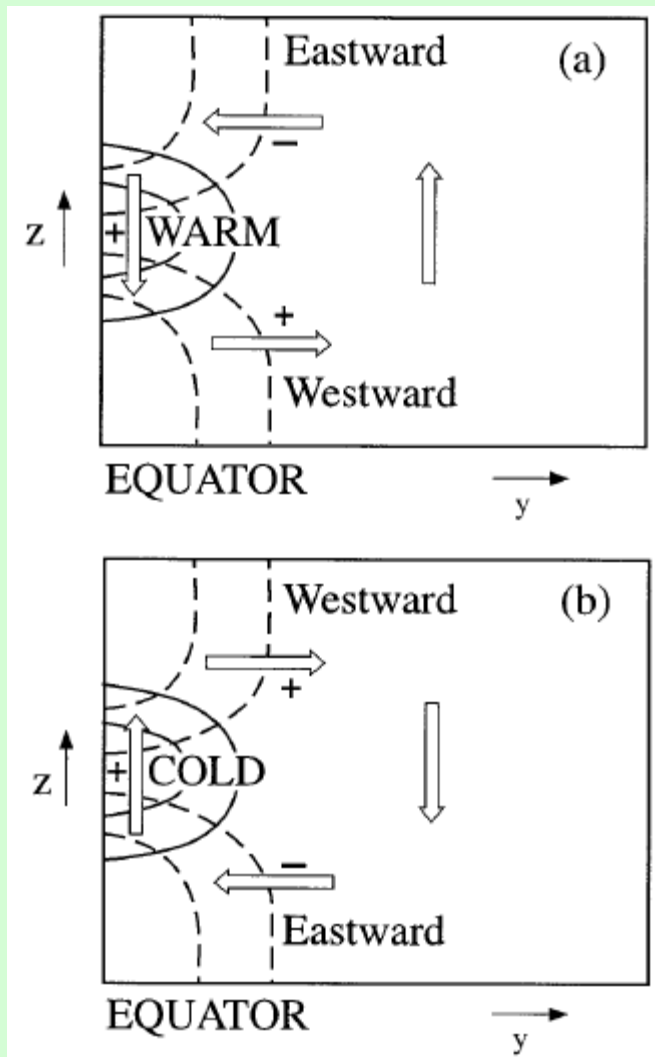 Eastward (a)
−
z + WARM
+
Westward
EQUATOR
y
Westward (b)
+
z + COLD
−
Eastward
EQUATOR
y